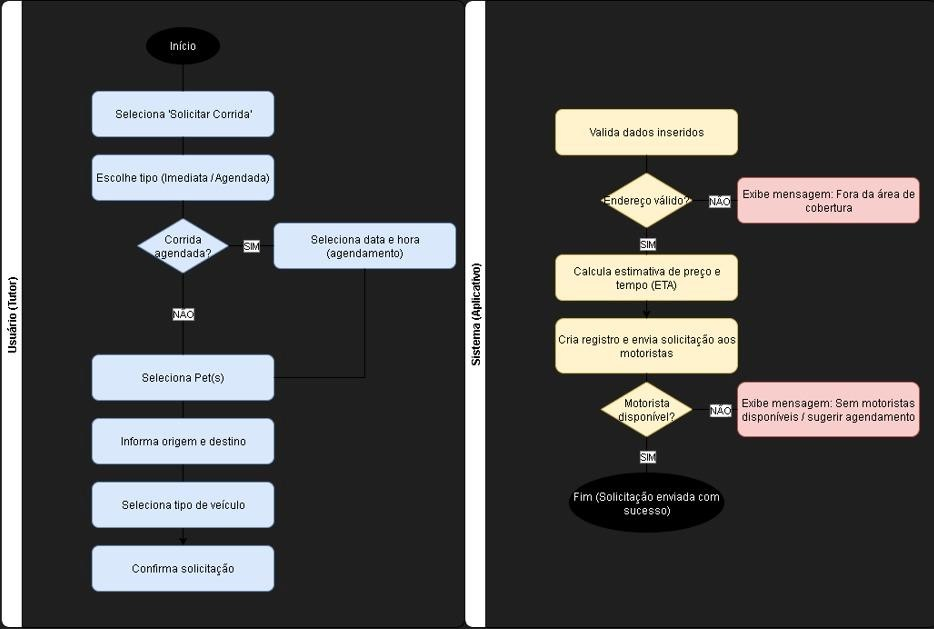 Usuário (Tutor)
Início
Seleciona 'Solicitar Corrida'
Escolhe tipo (Imediata / Agendada)
Corrida
agendada?
SIM
Seleciona data e hora
(agendamento)
NÃO
Seleciona Pet(s)
Informa origem e destino
Seleciona tipo de veículo
Confirma solicitação
Sistema (Aplicativo)
Valida dados inseridos
Endereço válido?
NÃO
Exibe mensagem: Fora da área de
cobertura
SIM
Calcula estimativa de preço e
tempo (ETA)
Cria registro e envia solicitação aos
motoristas
Motorista
disponível?
NÃO
Exibe mensagem: Sem motoristas
disponíveis / sugerir agendamento
SIM
Fim (Solicitação enviada com
sucesso)